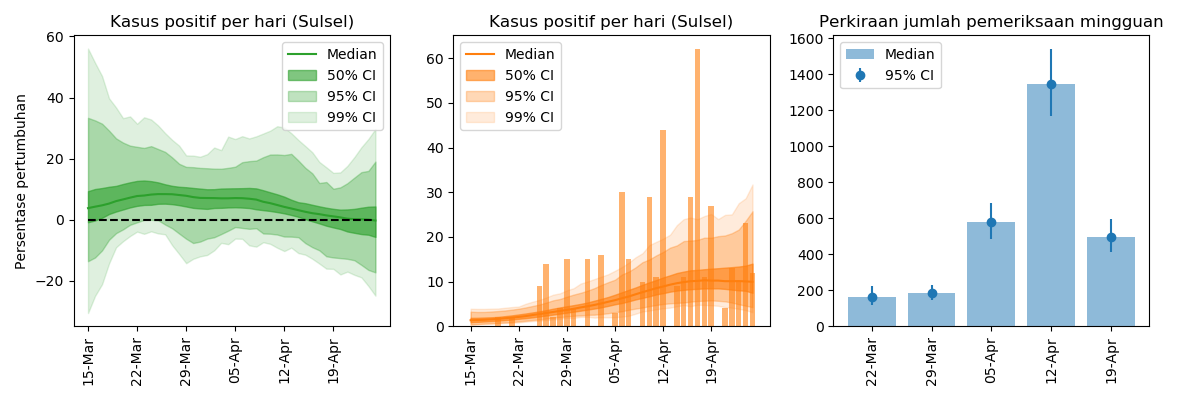 Kasus positif per hari (Sulsel)
Persentase pertumbuhan
60
40
20
0
−20
Median
50% CI
95% CI
99% CI
15-Mar
22-Mar
29-Mar
05-Apr
12-Apr
19-Apr
Kasus positif per hari (Sulsel)
60
50
40
30
20
10
0
Median
50% CI
95% CI
99% CI
15-Mar
22-Mar
29-Mar
05-Apr
12-Apr
19-Apr
Perkiraan jumlah pemeriksaan mingguan
1600
1400
1200
1000
800
600
400
200
0
Median
95% CI
22-Mar
29-Mar
05-Apr
12-Apr
19-Apr